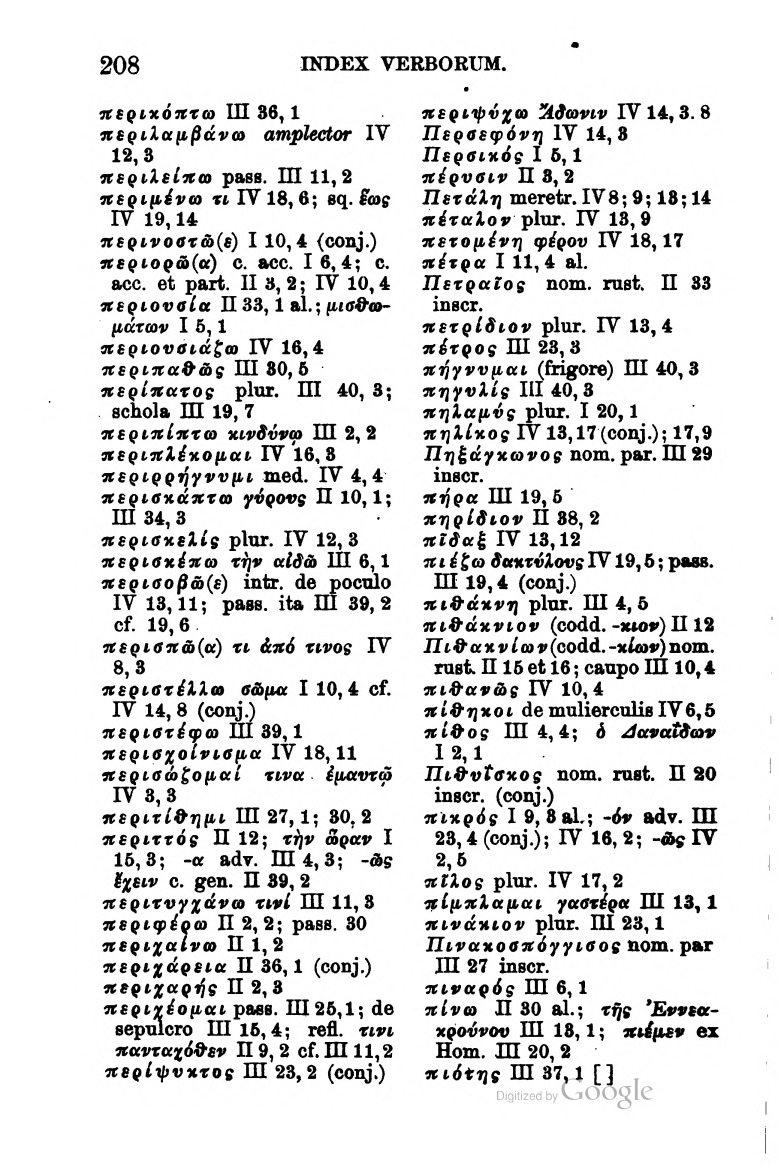 208
INDEX VERBORUM.
περικόπτω III 36, 1
περιλαμβάνω amplector IV
12, 3
περιλείπω pass. III 11, 2
περιμένω τι IV 18, 6; sq. ἕως
IV 19, 14
περινοστῶ(ε) I 10, 4 (conj.)
περιορῶ(α) c. acc. I 6, 4; c.
acc. et part. II 3, 2; IV 10, 4
περιουσία II 33, 1 al.; μισθω-
μάτων I 5, 1
περιουσιάζω IV 16, 4
περιπαθῶς III 30, 5
περίπατος plur. III 40, 3;
schola III 19, 7
περιπίπτω κινδύνῳ III 2, 2
περιπλέκομαι IV 16, 3
περιρρήγνυμι med. IV 4, 4
περισκάπτω γύρους II 10, 1;
III 34, 3
περισκελίς plur. IV 12, 3
περισκέπω τὴν αἰδῶ III 6, 1
περισοβῶ(ε) intr. de poculo
IV 13, 11; pass. ita III 39, 2
cf. 19, 6
περισπῶ(α) τι ἀπό τινος IV
8, 3
περιστέλλω σῶμα I 10, 4 cf.
IV 14, 8 (conj.)
περιστέφω III 39, 1
περισχοίνισμα IV 18, 11
περισώζομαί τινα ἐμαυτῷ
IV 3, 3
περιτίθημι III 27, 1; 30, 2
περιττός II 12; τὴν ὥραν I
15, 3; -α adv. III 4, 3; -ῶς
ἔχειν c. gen. II 39, 2
περιτυγχάνω τινί III 11, 3
περιφέρω II 2, 2; pass. 30
περιχαίνω II 1, 2
περιχάρεια II 36, 1 (conj.)
περιχαρής II 2, 3
περιχέομαι pass. III 25, 1; de
sepulcro III 15, 4; refl. τινι
πανταχόθεν II 9, 2 cf. III 11, 2
περίψυκτος III 23, 2 (conj.)
περιψύχω Ἄδωνιν IV 14, 3. 8
Περσεφόνη IV 14, 3
Περσικός I 5, 1
πέρυσιν II 3, 2
Πετάλη meretr. IV 8; 9; 13; 14
πέταλον plur. IV 13, 9
πετομένη φέρου IV 18, 17
πέτρα I 11, 4 al.
Πετραῖος nom. rust. II 33
inscr.
πετρίδιον plur. IV 13, 4
πέτρος III 23, 3
πήγνυμαι (frigore) III 40, 3
πηγυλίς III 40, 3
πηλαμύς plur. I 20, 1
πηλίκος IV 13, 17 (conj.); 17, 9
Πηξάγκωνος nom. par. III 29
inscr.
πήρα III 19, 5
πηρίδιον II 38, 2
πῖδαξ IV 13, 12
πιέζω δακτύλους IV 19, 5; pass.
III 19, 4 (conj.)
πιθάκνη plur. III 4, 5
πιθάκνιον (codd. -κιον) II 12
Πιθακνίων (codd. -κίων) nom.
rust. II 15 et 16; caupo III 10, 4
πιθανῶς IV 10, 4
πίθηκοι de mulierculis IV 6, 5
πίθος III 4, 4; ὁ Δαναΐδων
I 2, 1
Πιθυΐσκος nom. rust. II 20
inscr. (conj.)
πικρός I 9, 3 al.; -όν adv. III
23, 4 (conj.); IV 16, 2; -ῶς IV
2, 5
πῖλος plur. IV 17, 2
πίμπλαμαι γαστέρα III 13, 1
πινάκιον plur. III 23, 1
Πινακοσπόγγισος nom. par
III 27 inscr.
πιναρός III 6, 1
πίνω II 30 al.; τῆς Ἐννεα-
κρούνου III 13, 1; πιέμεν ex
Hom. III 20, 2
πιότης III 37, 1 [ ]
Digitized by Google